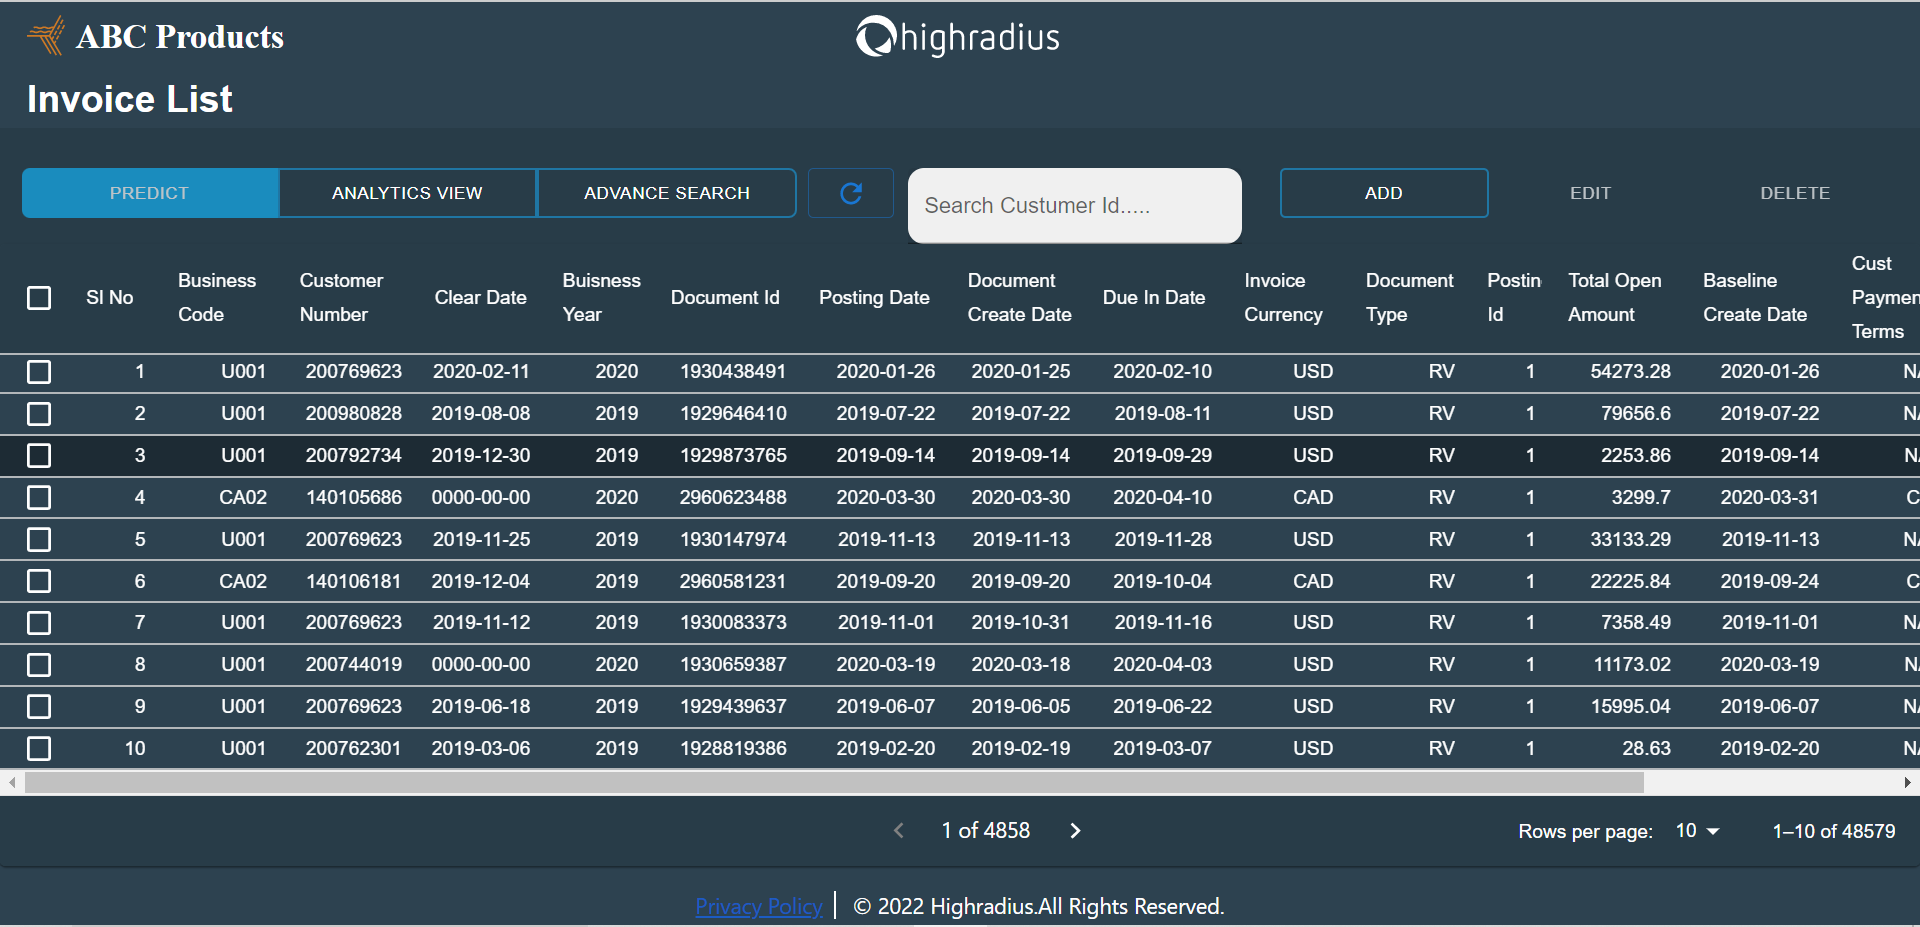 ABC Products
highradius
Invoice List
PREDICT ANALYTICS VIEW ADVANCE SEARCH Search Custumer Id..... ADD EDIT DELETE
Sl No Business Code Customer Number Clear Date Buisness Year Document Id Posting Date Document Create Date Due In Date Invoice Currency Document Type Postin Id Total Open Amount Baseline Create Date Cust Paymen Terms
1 U001 200769623 2020-02-11 2020 1930438491 2020-01-26 2020-01-25 2020-02-10 USD RV 1 54273.28 2020-01-26 NA
2 U001 200980828 2019-08-08 2019 1929646410 2019-07-22 2019-07-22 2019-08-11 USD RV 1 79656.6 2019-07-22 NA
3 U001 200792734 2019-12-30 2019 1929873765 2019-09-14 2019-09-14 2019-09-29 USD RV 1 2253.86 2019-09-14 NA
4 CA02 140105686 0000-00-00 2020 2960623488 2020-03-30 2020-03-30 2020-04-10 CAD RV 1 3299.7 2020-03-31 C
5 U001 200769623 2019-11-25 2019 1930147974 2019-11-13 2019-11-13 2019-11-28 USD RV 1 33133.29 2019-11-13 NA
6 CA02 140106181 2019-12-04 2019 2960581231 2019-09-20 2019-09-20 2019-10-04 CAD RV 1 22225.84 2019-09-24 C
7 U001 200769623 2019-11-12 2019 1930083373 2019-11-01 2019-10-31 2019-11-16 USD RV 1 7358.49 2019-11-01 NA
8 U001 200744019 0000-00-00 2020 1930659387 2020-03-19 2020-03-18 2020-04-03 USD RV 1 11173.02 2020-03-19 NA
9 U001 200769623 2019-06-18 2019 1929439637 2019-06-07 2019-06-05 2019-06-22 USD RV 1 15995.04 2019-06-07 NA
10 U001 200762301 2019-03-06 2019 1928819386 2019-02-20 2019-02-19 2019-03-07 USD RV 1 28.63 2019-02-20 NA
1 of 4858 Rows per page: 10 1–10 of 48579
Privacy Policy © 2022 Highradius.All Rights Reserved.